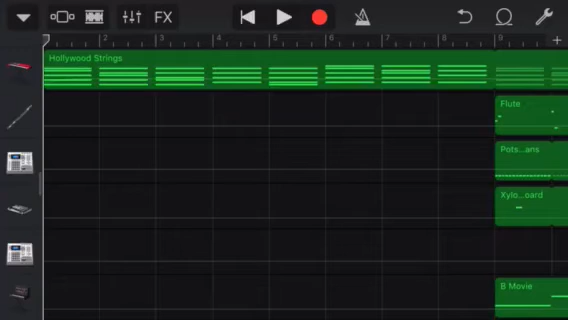 FX
2 3 4 5 6 7 8 9 +
Hollywood Strings
Flute
Pots...ans
Xylo...oard
B Movie